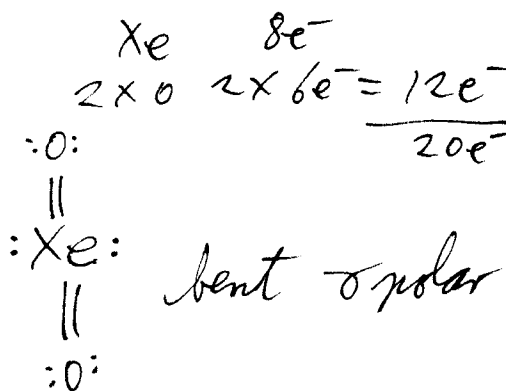 Xe 8e⁻
2 x O 2 x 6e⁻ = 12e⁻
20e⁻
:O:
||
:Xe:
||
:O:
bent & polar